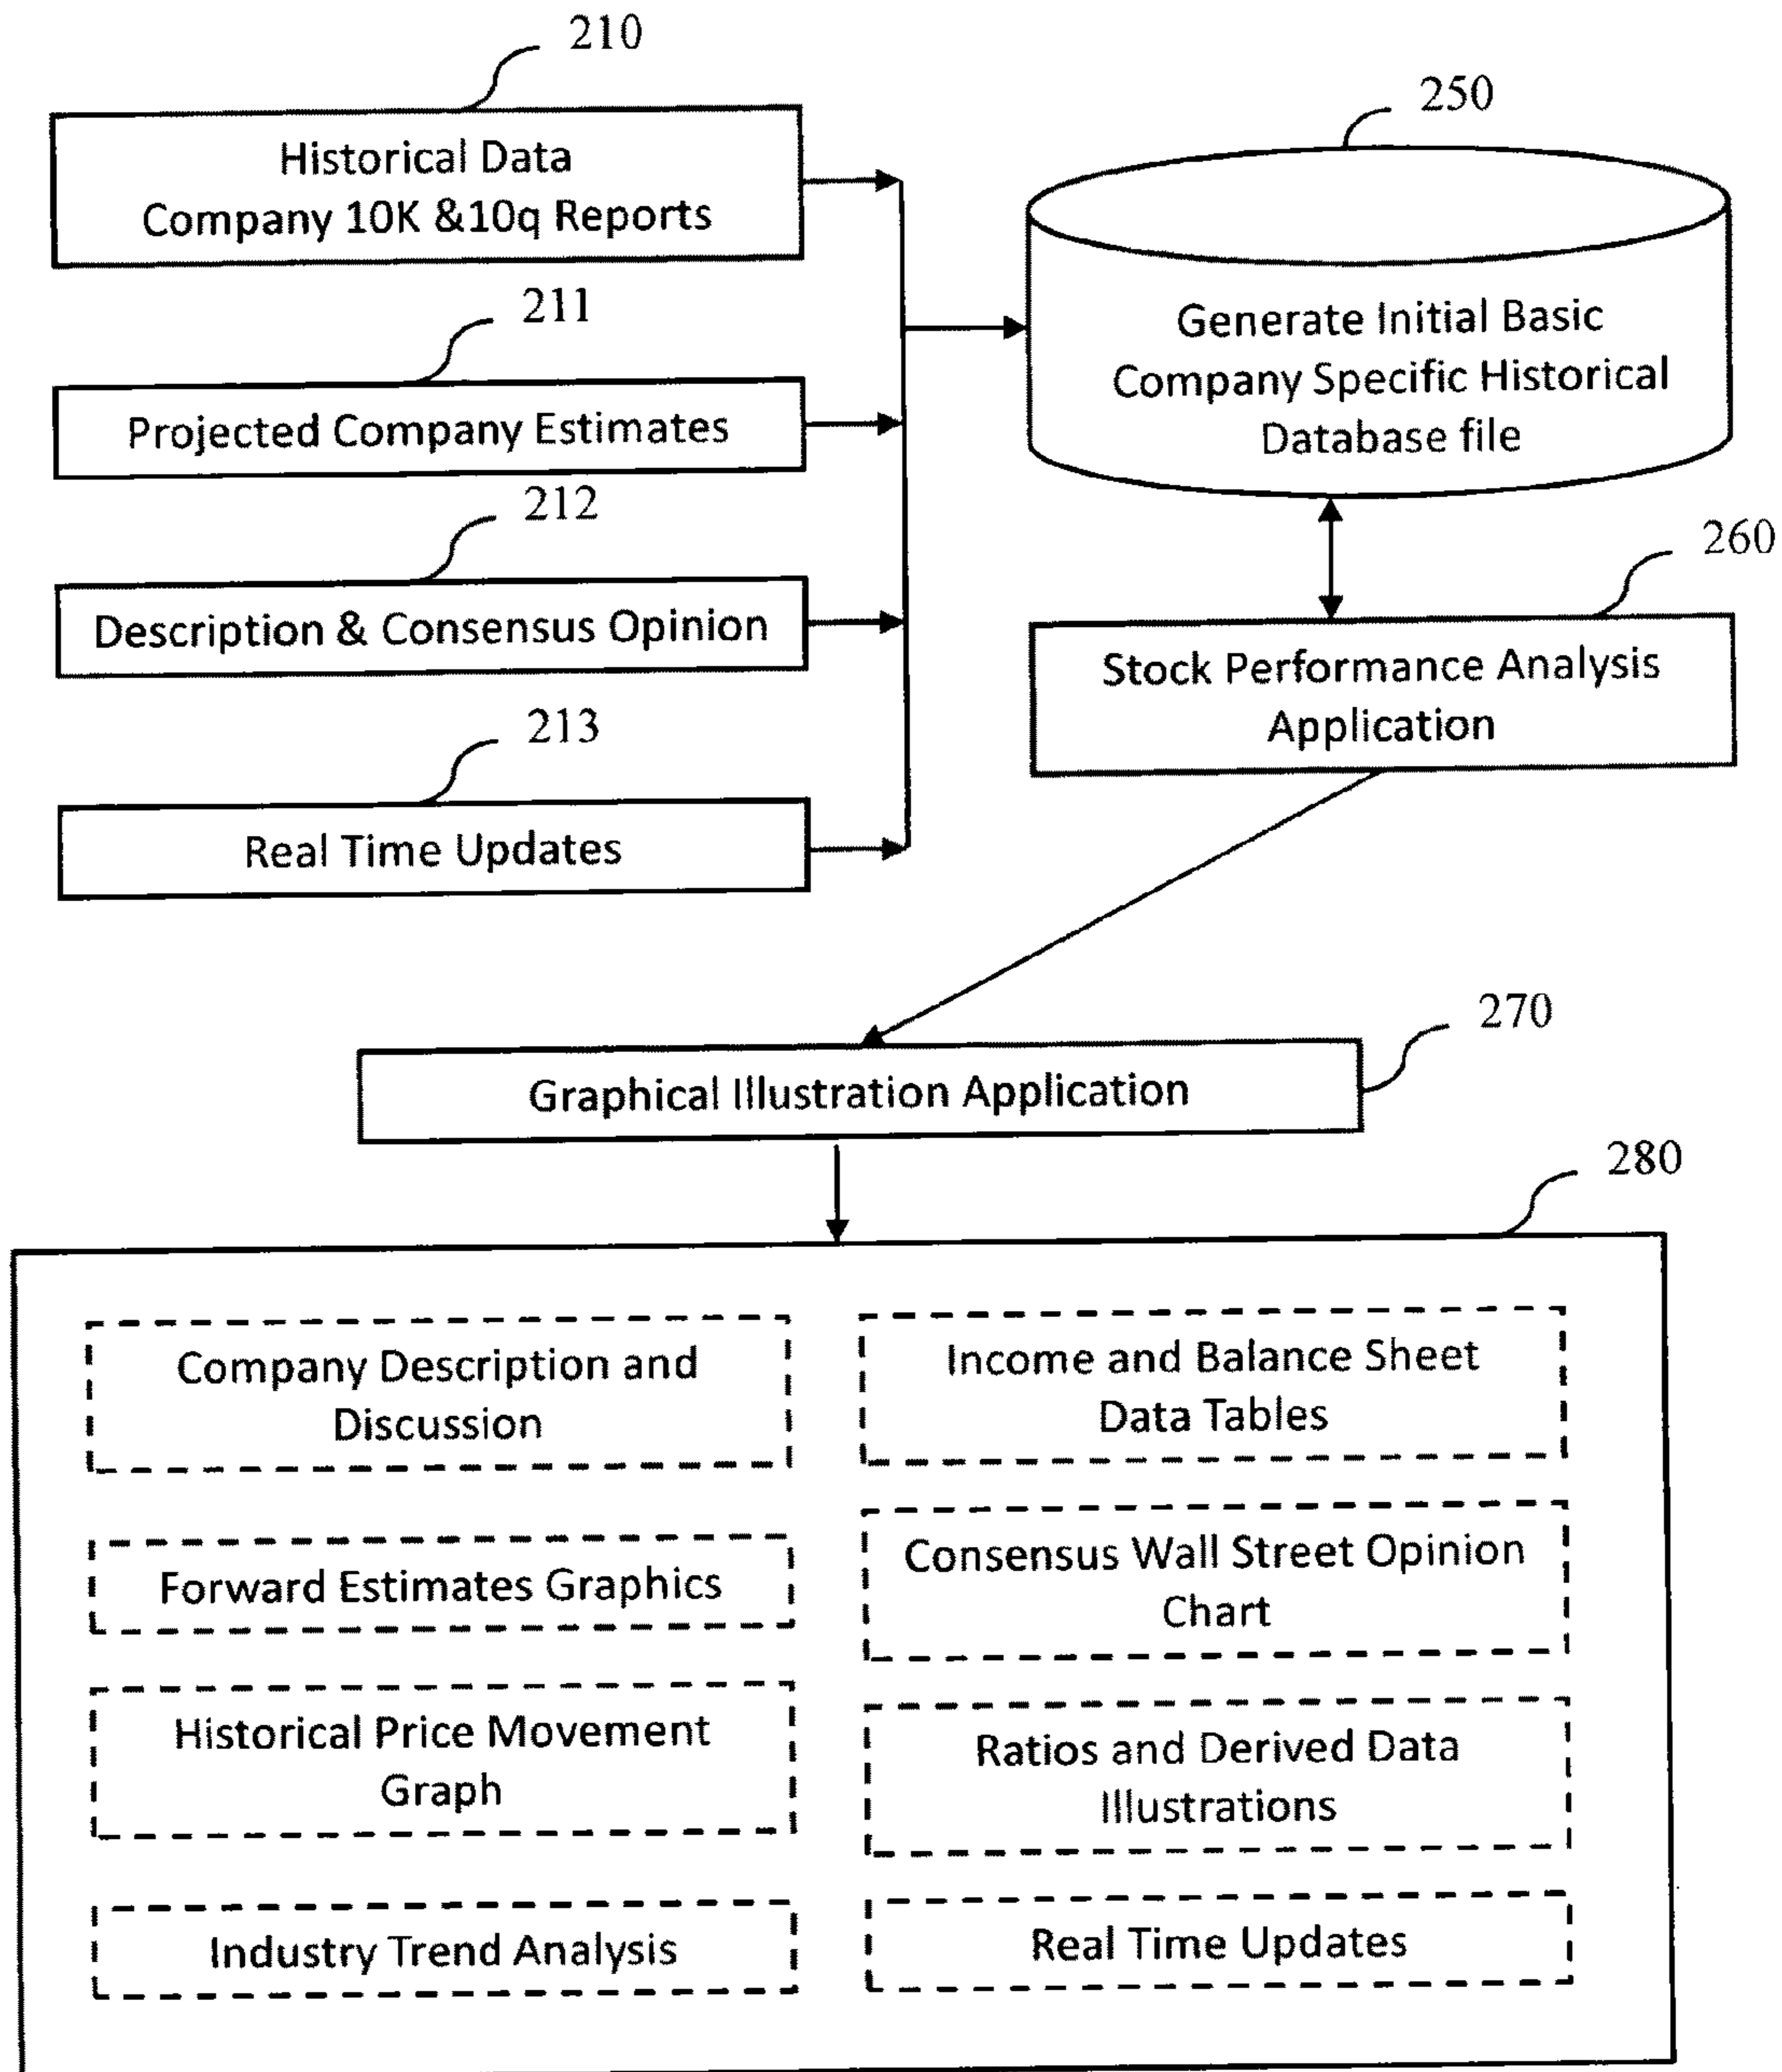 210
Historical Data
Company 10K &10q Reports
211
Projected Company Estimates
212
Description & Consensus Opinion
213
Real Time Updates
250
Generate Initial Basic
Company Specific Historical
Database file
260
Stock Performance Analysis
Application
270
Graphical Illustration Application
280
Company Description and
Discussion
Income and Balance Sheet
Data Tables
Forward Estimates Graphics
Consensus Wall Street Opinion
Chart
Historical Price Movement
Graph
Ratios and Derived Data
Illustrations
Industry Trend Analysis
Real Time Updates